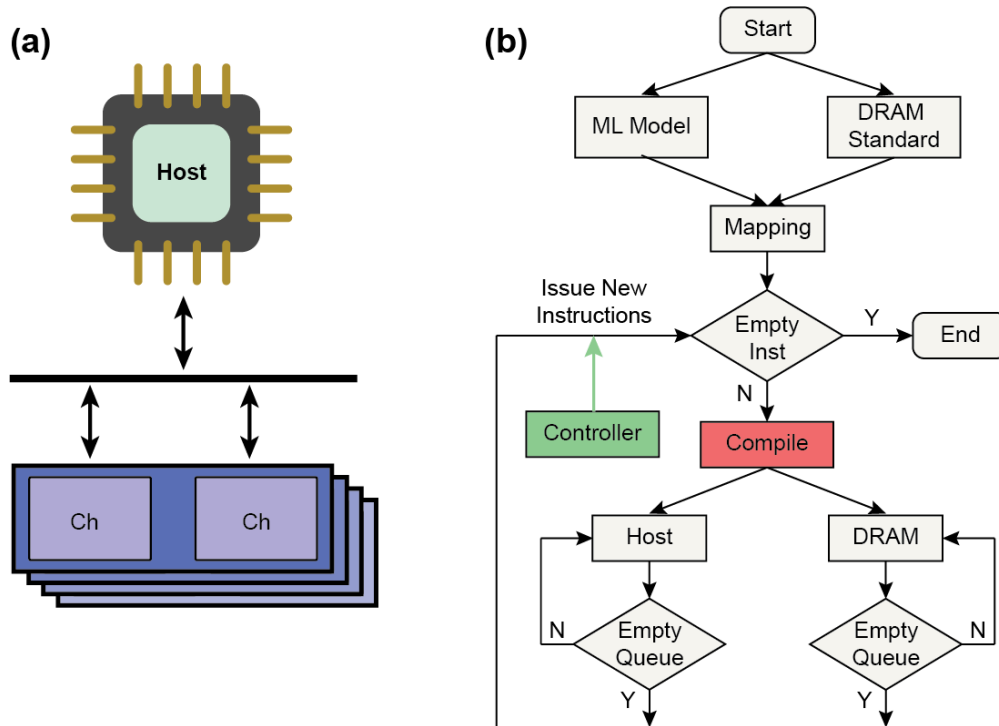 (a)
Host
Ch
Ch
(b)
Start
ML Model
DRAM
Standard
Mapping
Issue New
Instructions
Empty
Inst
Y
End
N
Controller
Compile
Host
DRAM
N
Empty
Queue
Y
Empty
Queue
N
Y